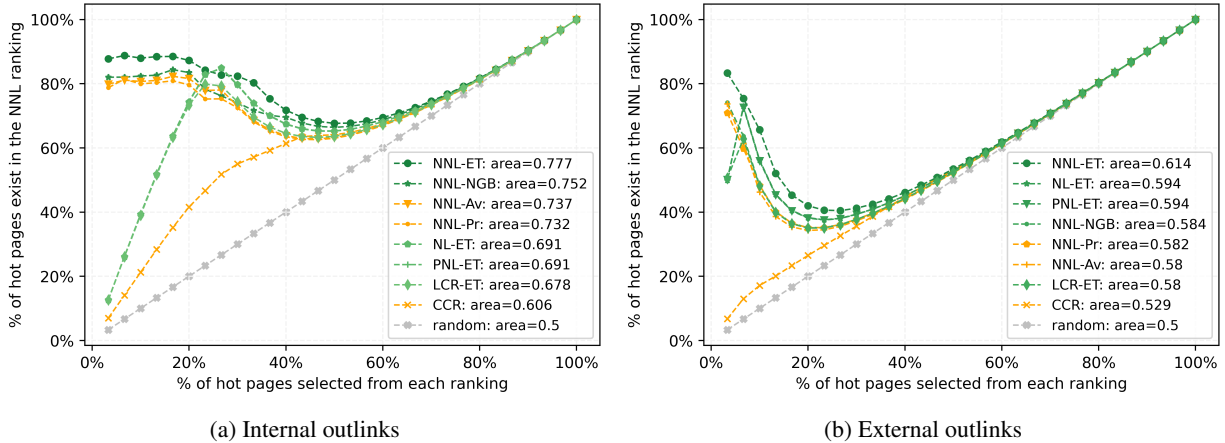 % of hot pages exist in the NNL ranking
100%
80%
60%
40%
20%
0%
0%
20%
40%
60%
80%
100%
% of hot pages selected from each ranking
NNL-ET: area=0.777
NNL-NGB: area=0.752
NNL-Av: area=0.737
NNL-Pr: area=0.732
NL-ET: area=0.691
PNL-ET: area=0.691
LCR-ET: area=0.678
CCR: area=0.606
random: area=0.5
(a) Internal outlinks
% of hot pages exist in the NNL ranking
100%
80%
60%
40%
20%
0%
0%
20%
40%
60%
80%
100%
% of hot pages selected from each ranking
NNL-ET: area=0.614
NL-ET: area=0.594
PNL-ET: area=0.594
NNL-NGB: area=0.584
NNL-Pr: area=0.582
NNL-Av: area=0.58
LCR-ET: area=0.58
CCR: area=0.529
random: area=0.5
(b) External outlinks